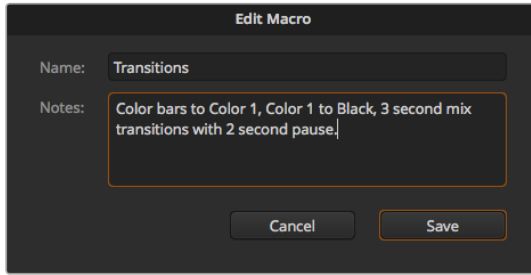 Edit Macro
Name: Transitions
Notes: Color bars to Color 1, Color 1 to Black, 3 second mix
transitions with 2 second pause.
Cancel Save